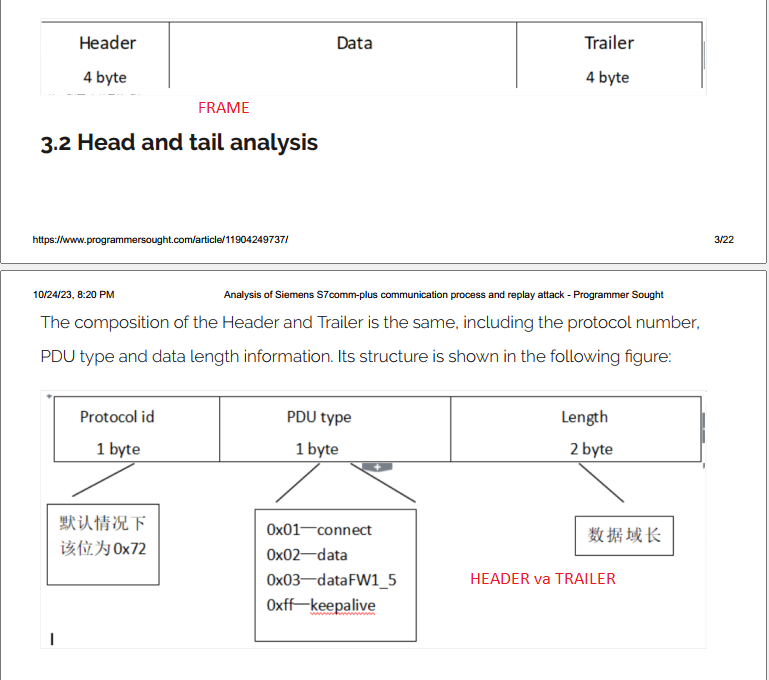 Header Data Trailer
4 byte 4 byte
FRAME
3.2 Head and tail analysis
https://www.programmersought.com/article/11904249737/ 3/22
10/24/23, 8:20 PM Analysis of Siemens S7comm-plus communication process and replay attack - Programmer Sought
The composition of the Header and Trailer is the same, including the protocol number,
PDU type and data length information. Its structure is shown in the following figure:
Protocol id PDU type Length
1 byte 1 byte 2 byte
默认情况下
该位为0x72
0x01—connect
0x02—data
0x03—dataFW1_5
0xff—keepalive
数据域长
HEADER va TRAILER